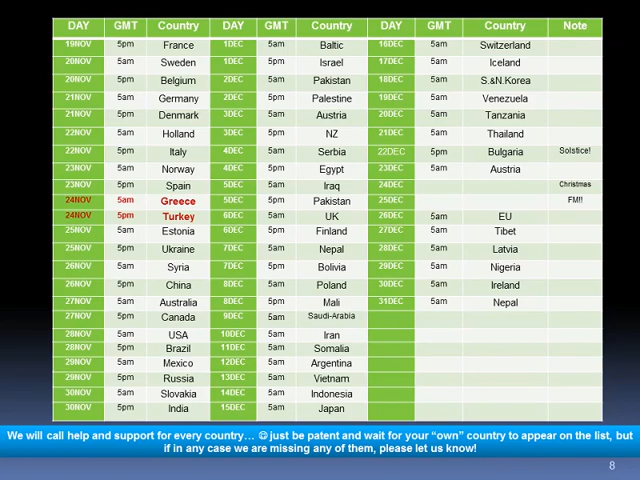 DAY GMT Country DAY GMT Country DAY GMT Country Note
19NOV 5pm France 1DEC 5am Baltic 16DEC 5am Switzerland
20NOV 5am Sweden 1DEC 5pm Israel 17DEC 5am Iceland
20NOV 5pm Belgium 2DEC 5am Pakistan 18DEC 5am S.&N.Korea
21NOV 5am Germany 2DEC 5pm Palestine 19DEC 5am Venezuela
21NOV 5pm Denmark 3DEC 5am Austria 20DEC 5am Tanzania
22NOV 5am Holland 3DEC 5pm NZ 21DEC 5am Thailand
22NOV 5pm Italy 4DEC 5am Serbia 22DEC 5pm Bulgaria Solstice!
23NOV 5am Norway 4DEC 5pm Egypt 23DEC 5am Austria
23NOV 5pm Spain 5DEC 5am Iraq 24DEC Christmas
24NOV 5am Greece 5DEC 5pm Pakistan 25DEC FM!!
24NOV 5pm Turkey 6DEC 5am UK 26DEC 5am EU
25NOV 5am Estonia 6DEC 5pm Finland 27DEC 5am Tibet
25NOV 5pm Ukraine 7DEC 5am Nepal 28DEC 5am Latvia
26NOV 5am Syria 7DEC 5pm Bolivia 29DEC 5am Nigeria
26NOV 5pm China 8DEC 5am Poland 30DEC 5am Ireland
27NOV 5am Australia 8DEC 5pm Mali 31DEC 5am Nepal
27NOV 5pm Canada 9DEC 5am Saudi-Arabia
28NOV 5am USA 10DEC 5am Iran
28NOV 5pm Brazil 11DEC 5am Somalia
29NOV 5am Mexico 12DEC 5am Argentina
29NOV 5pm Russia 13DEC 5am Vietnam
30NOV 5am Slovakia 14DEC 5am Indonesia
30NOV 5pm India 15DEC 5am Japan
We will call help and support for every country… ☺ just be patent and wait for your “own” country to appear on the list, but
if in any case we are missing any of them, please let us know!
8